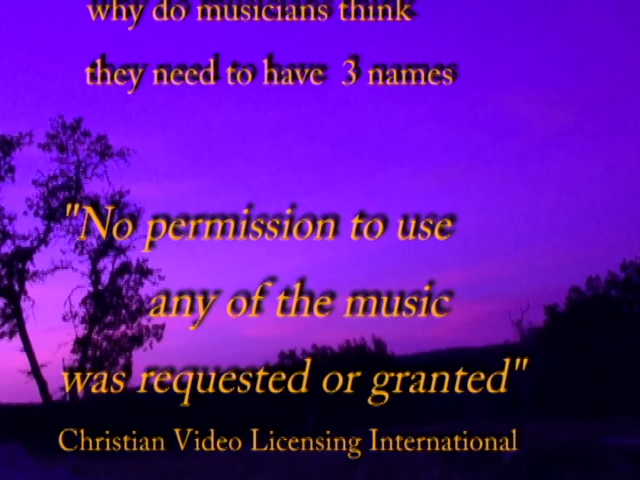 why do musicians think
they need to have 3 names
"No permission to use
any of the music
was requested or granted"
Christian Video Licensing International